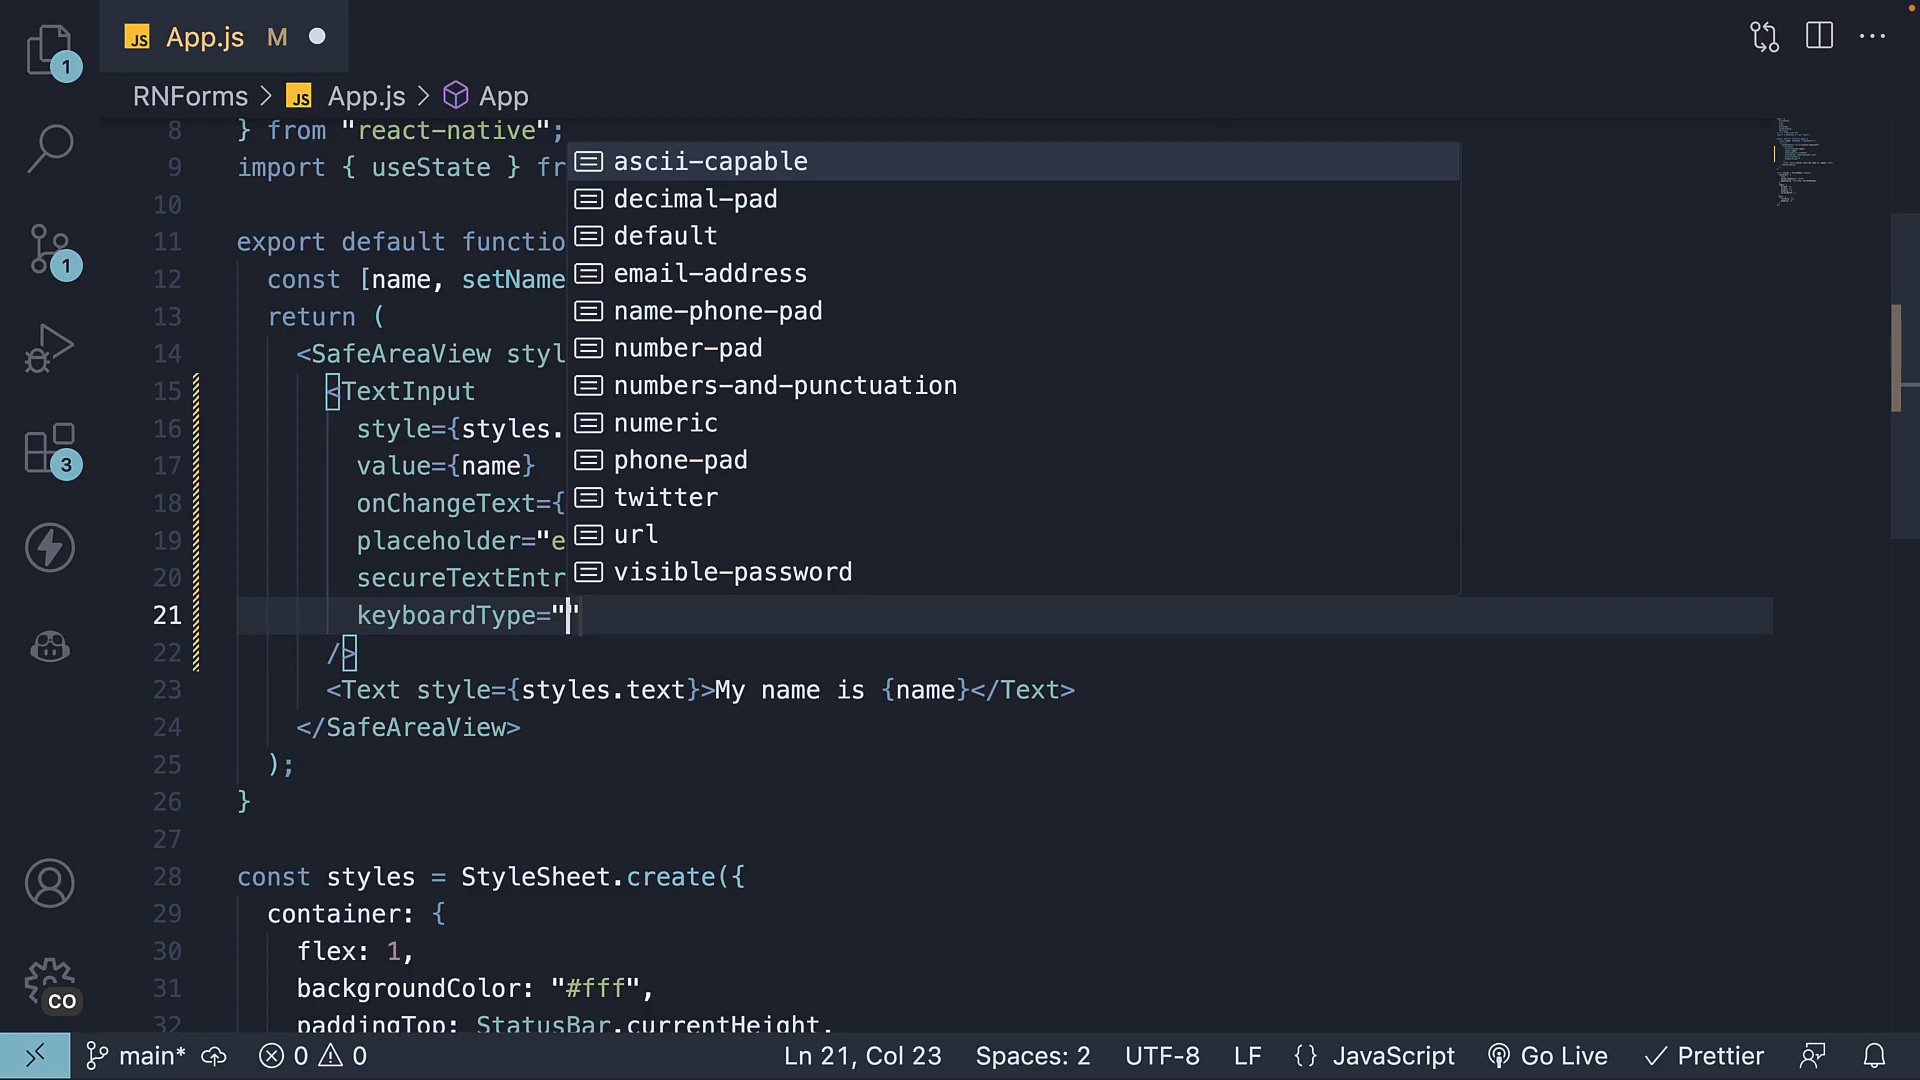 1
JS App.js M
RNForms > JS App.js > App
8 } from "react-native";
9 import { useState } fr
ascii-capable
decimal-pad
default
email-address
name-phone-pad
number-pad
numbers-and-punctuation
numeric
phone-pad
twitter
url
visible-password
10
11 export default functio
12 const [name, setName
13 return (
14 <SafeAreaView styl
15 <TextInput
16 style={styles.
17 value={name}
18 onChangeText={
19 placeholder="e
20 secureTextEntr
21 keyboardType=""
22 />
23 <Text style={styles.text}>My name is {name}</Text>
24 </SafeAreaView>
25 );
26 }
27
28 const styles = StyleSheet.create({
29 container: {
30 flex: 1,
31 backgroundColor: "#fff",
32 paddingTop: StatusBar.currentHeight,
1
3
CO
main* 0 0 Ln 21, Col 23 Spaces: 2 UTF-8 LF {} JavaScript Go Live Prettier